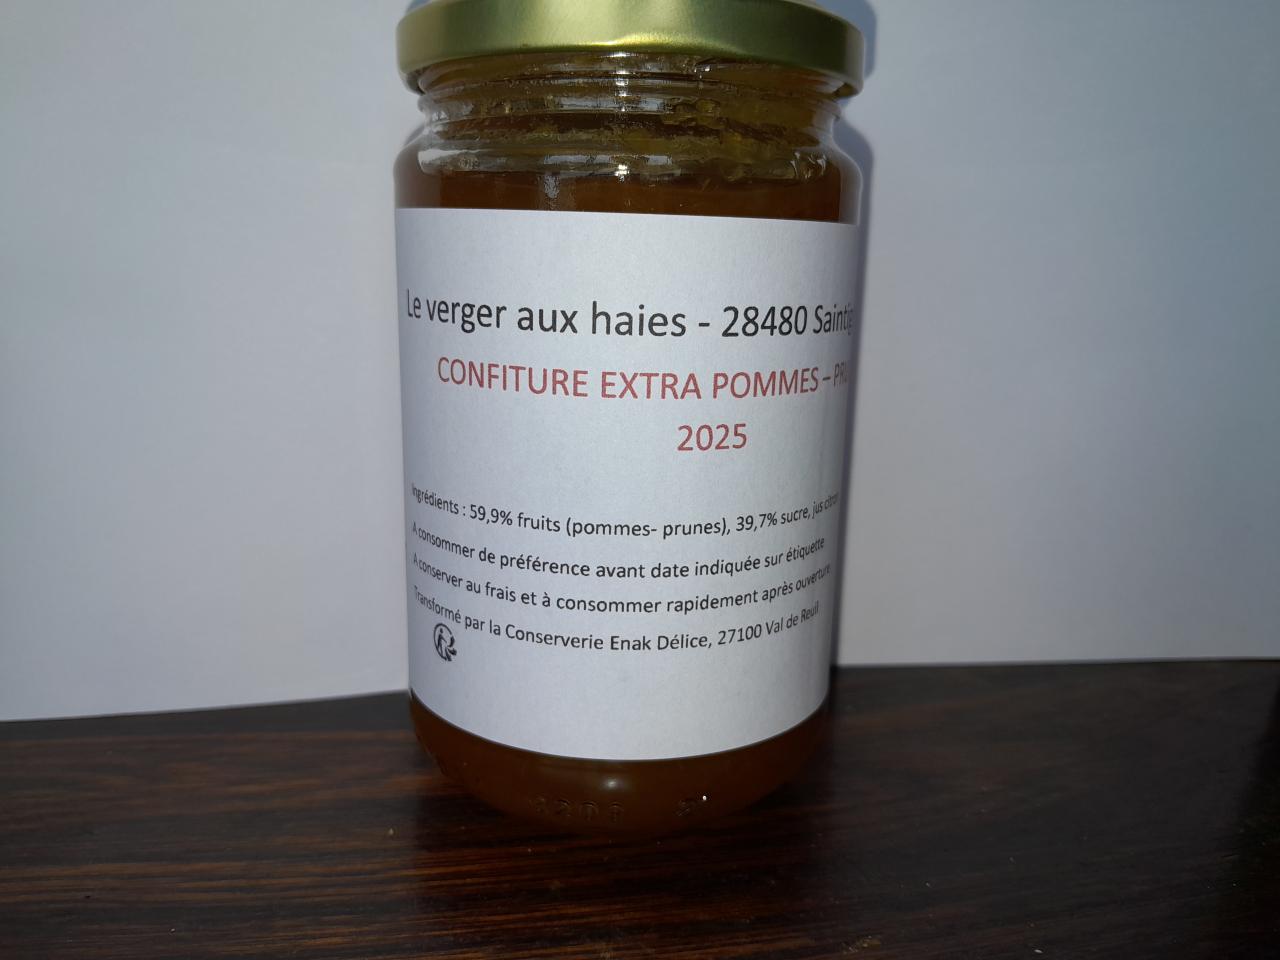 Le verger aux haies - 28480
CONFITURE EXTRA POMMES –
2025
Ingrédients : 59,9% fruits (pommes- prunes), 39,7% sucre, jus citron
A consommer de préférence avant date indiquée sur étiquette
A conserver au frais et à consommer rapidement après ouverture
Transformé par la Conserverie Enak Délice, 27100 Val de Reuil